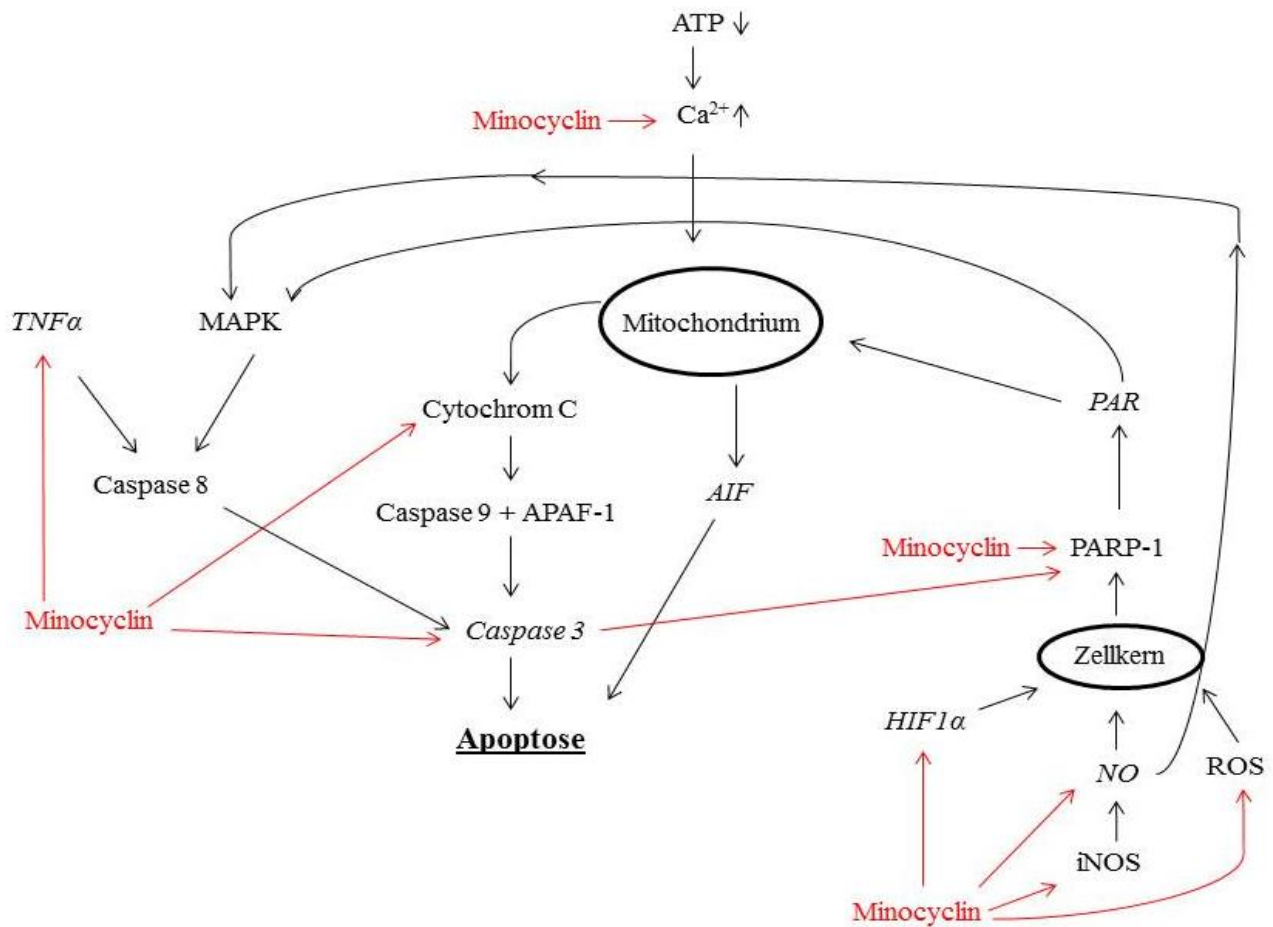 ATP ↓
Minocyclin
Ca²⁺ ↑
TNFα
MAPK
Mitochondrium
Cytochrom C
PAR
Caspase 8
AIF
Caspase 9 + APAF-1
Minocyclin
PARP-1
Minocyclin
Caspase 3
Zellkern
HIF1α
Apoptose
NO
ROS
iNOS
Minocyclin